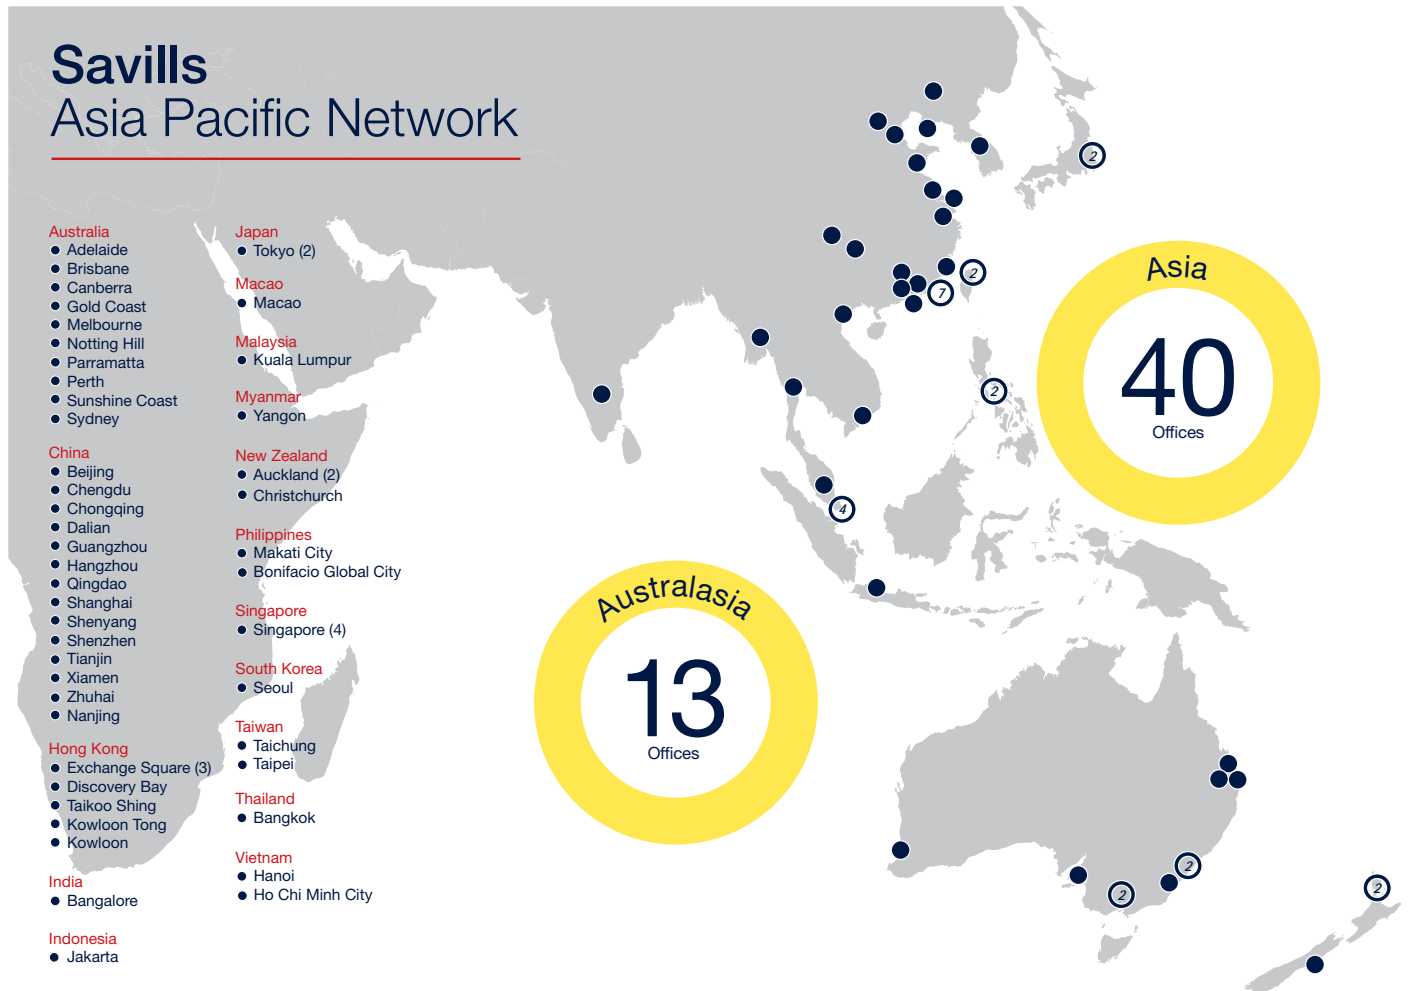 Savills
Asia Pacific Network
Australia
Adelaide
Brisbane
Canberra
Gold Coast
Melbourne
Notting Hill
Parramatta
Perth
Sunshine Coast
Sydney
China
Beijing
Chengdu
Chongqing
Dalian
Guangzhou
Hangzhou
Qingdao
Shanghai
Shenyang
Shenzhen
Tianjin
Xiamen
Zhuhai
Nanjing
Hong Kong
Exchange Square (3)
Discovery Bay
Taikoo Shing
Kowloon Tong
Kowloon
India
Bangalore
Indonesia
Jakarta
Japan
Tokyo (2)
Macao
Macao
Malaysia
Kuala Lumpur
Myanmar
Yangon
New Zealand
Auckland (2)
Christchurch
Philippines
Makati City
Bonifacio Global City
Singapore
Singapore (4)
South Korea
Seoul
Taiwan
Taichung
Taipei
Thailand
Bangkok
Vietnam
Hanoi
Ho Chi Minh City
2
2
7
2
4
Asia
40
Offices
Australasia
13
Offices
2
2
2